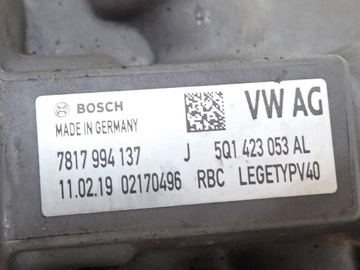 BOSCH VW AG
MADE IN GERMANY
7817 994 137 J 5Q1 423 053 AL
11.02.19 02170496 RBC LEGETYPV40